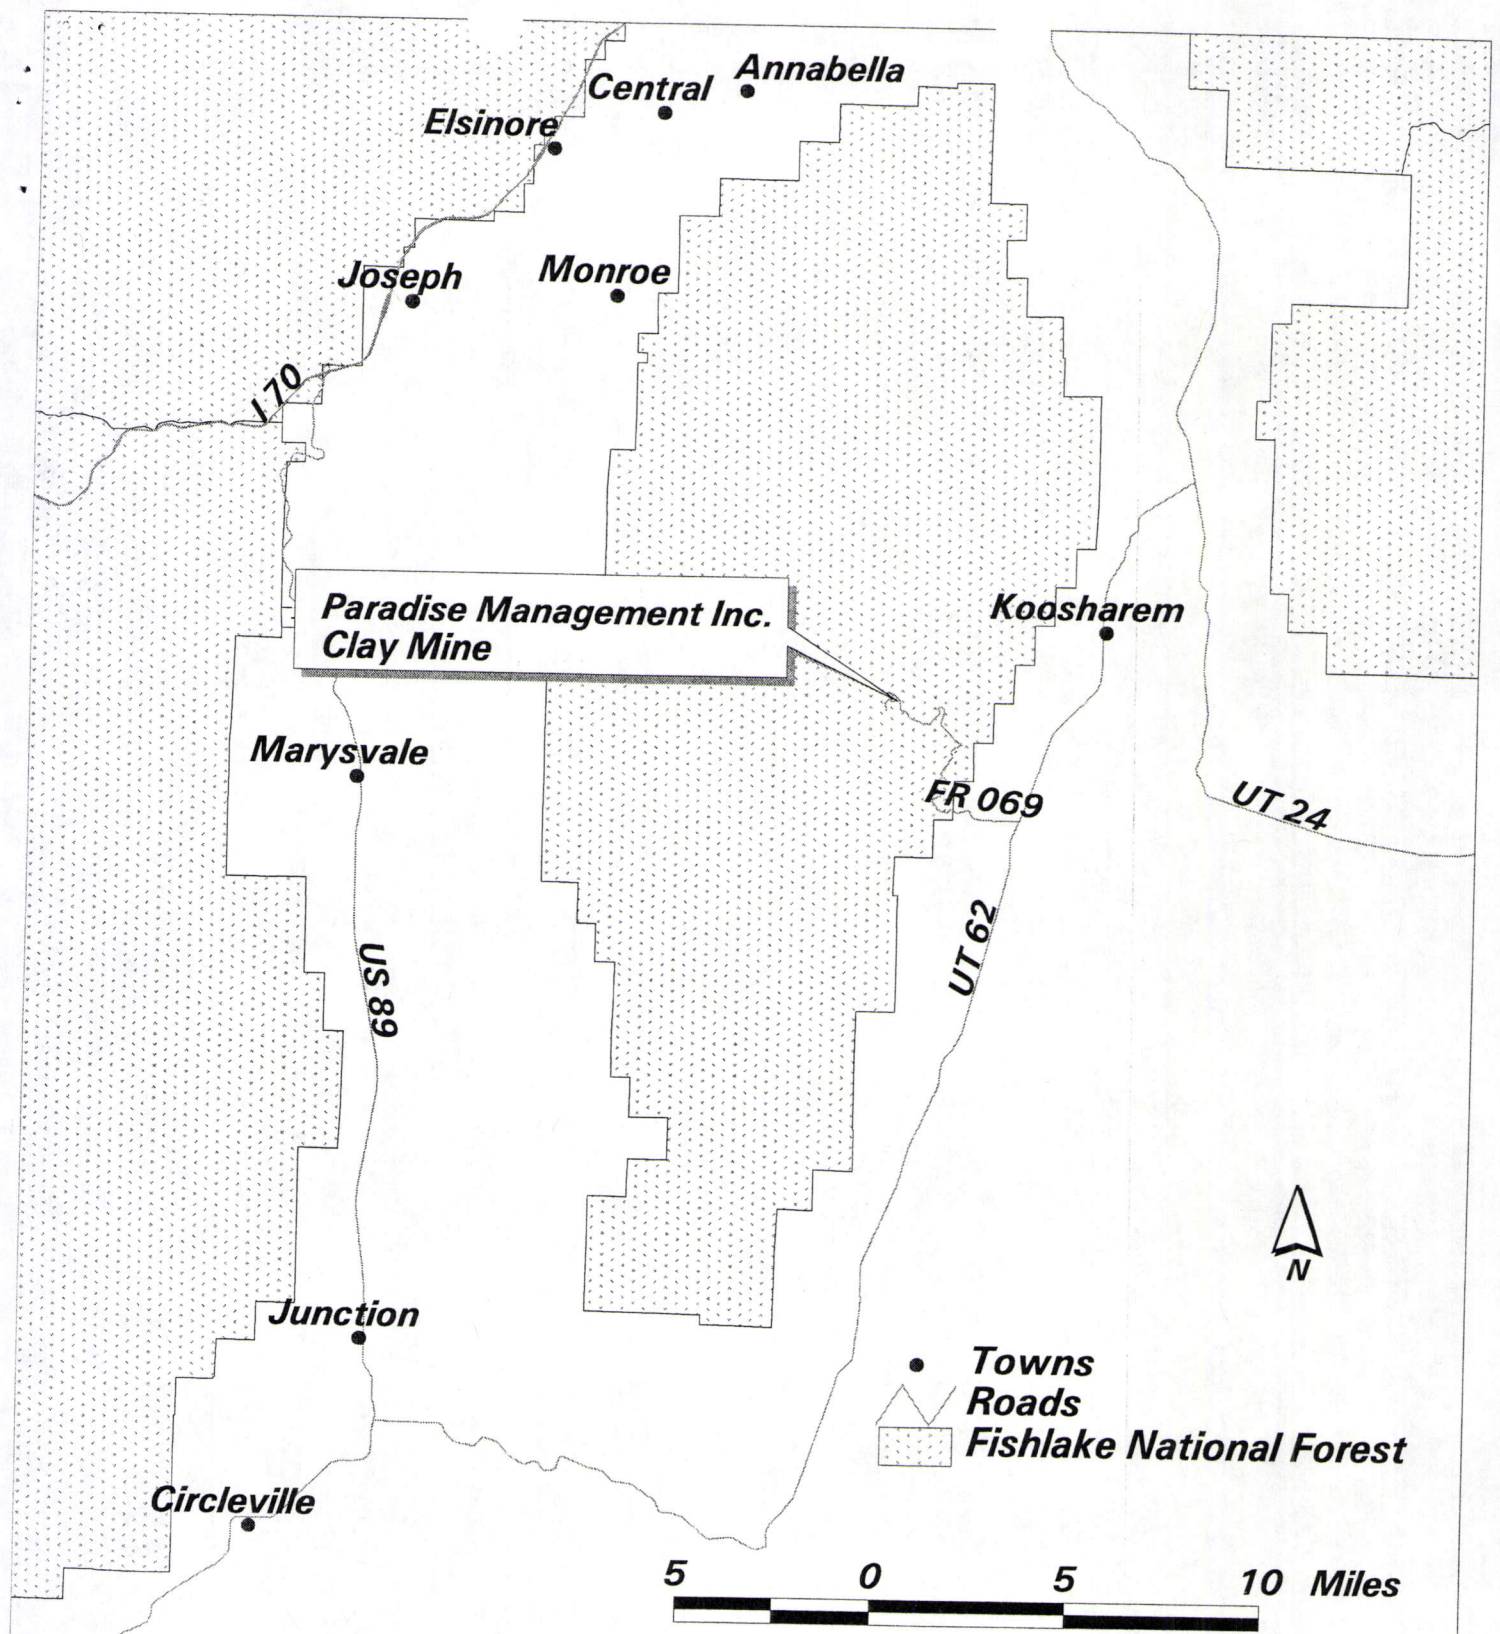 Annabella
Central
Elsinore
Joseph
Monroe
I 70
Paradise Management Inc.
Clay Mine
Koosharem
Marysvale
FR 069
UT 24
UT 62
US 89
N
Junction
Towns
Roads
Fishlake National Forest
Circleville
5 0 5 10 Miles